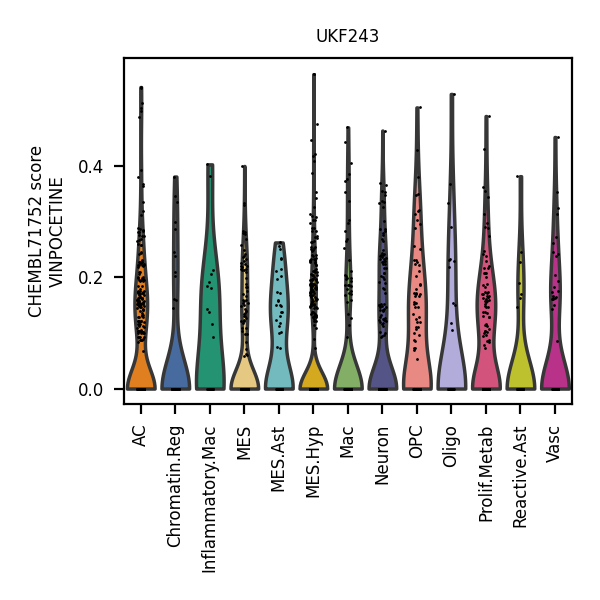 UKF243
CHEMBL71752 score
VINPOCETINE
0.4
0.2
0.0
AC
Chromatin.Reg
Inflammatory.Mac
MES
MES.Ast
MES.Hyp
Mac
Neuron
OPC
Oligo
Prolif.Metab
Reactive.Ast
Vasc